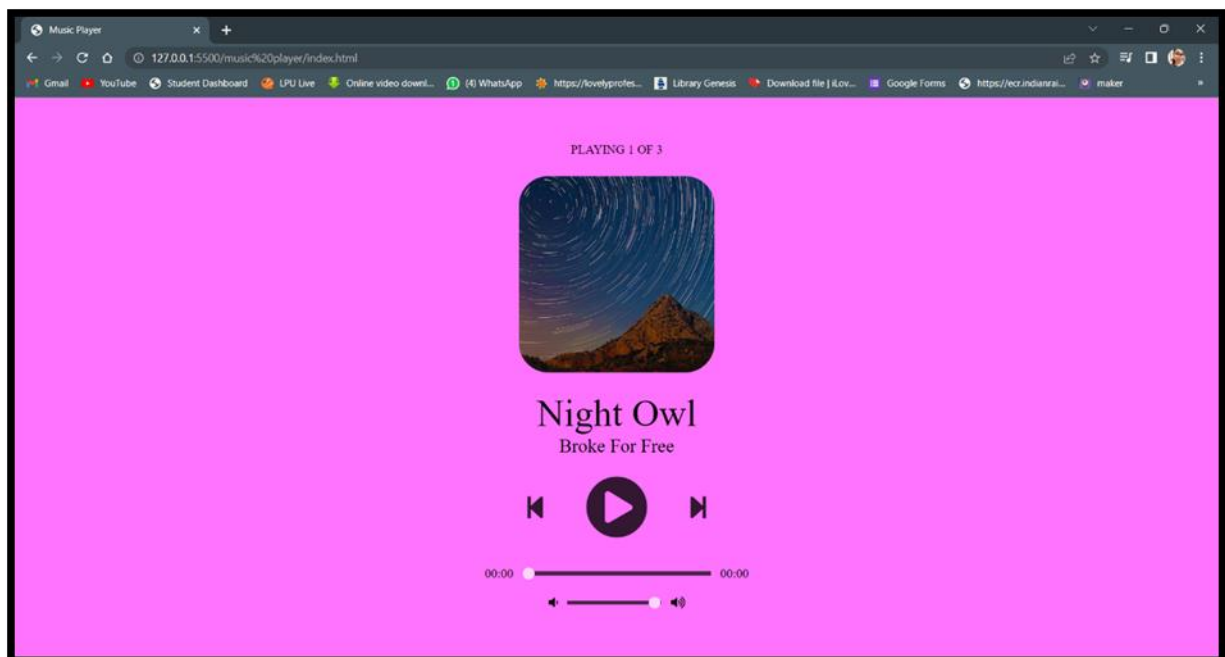 Music Player
127.0.0.1:5500/music%20player/index.html
Gmail YouTube Student Dashboard LPU Live Online video downl... (4) WhatsApp https://lovelyprofes... Library Genesis Download file | iLov... Google Forms https://ecr.indianrai... maker
PLAYING 1 OF 3
Night Owl
Broke For Free
00:00 00:00